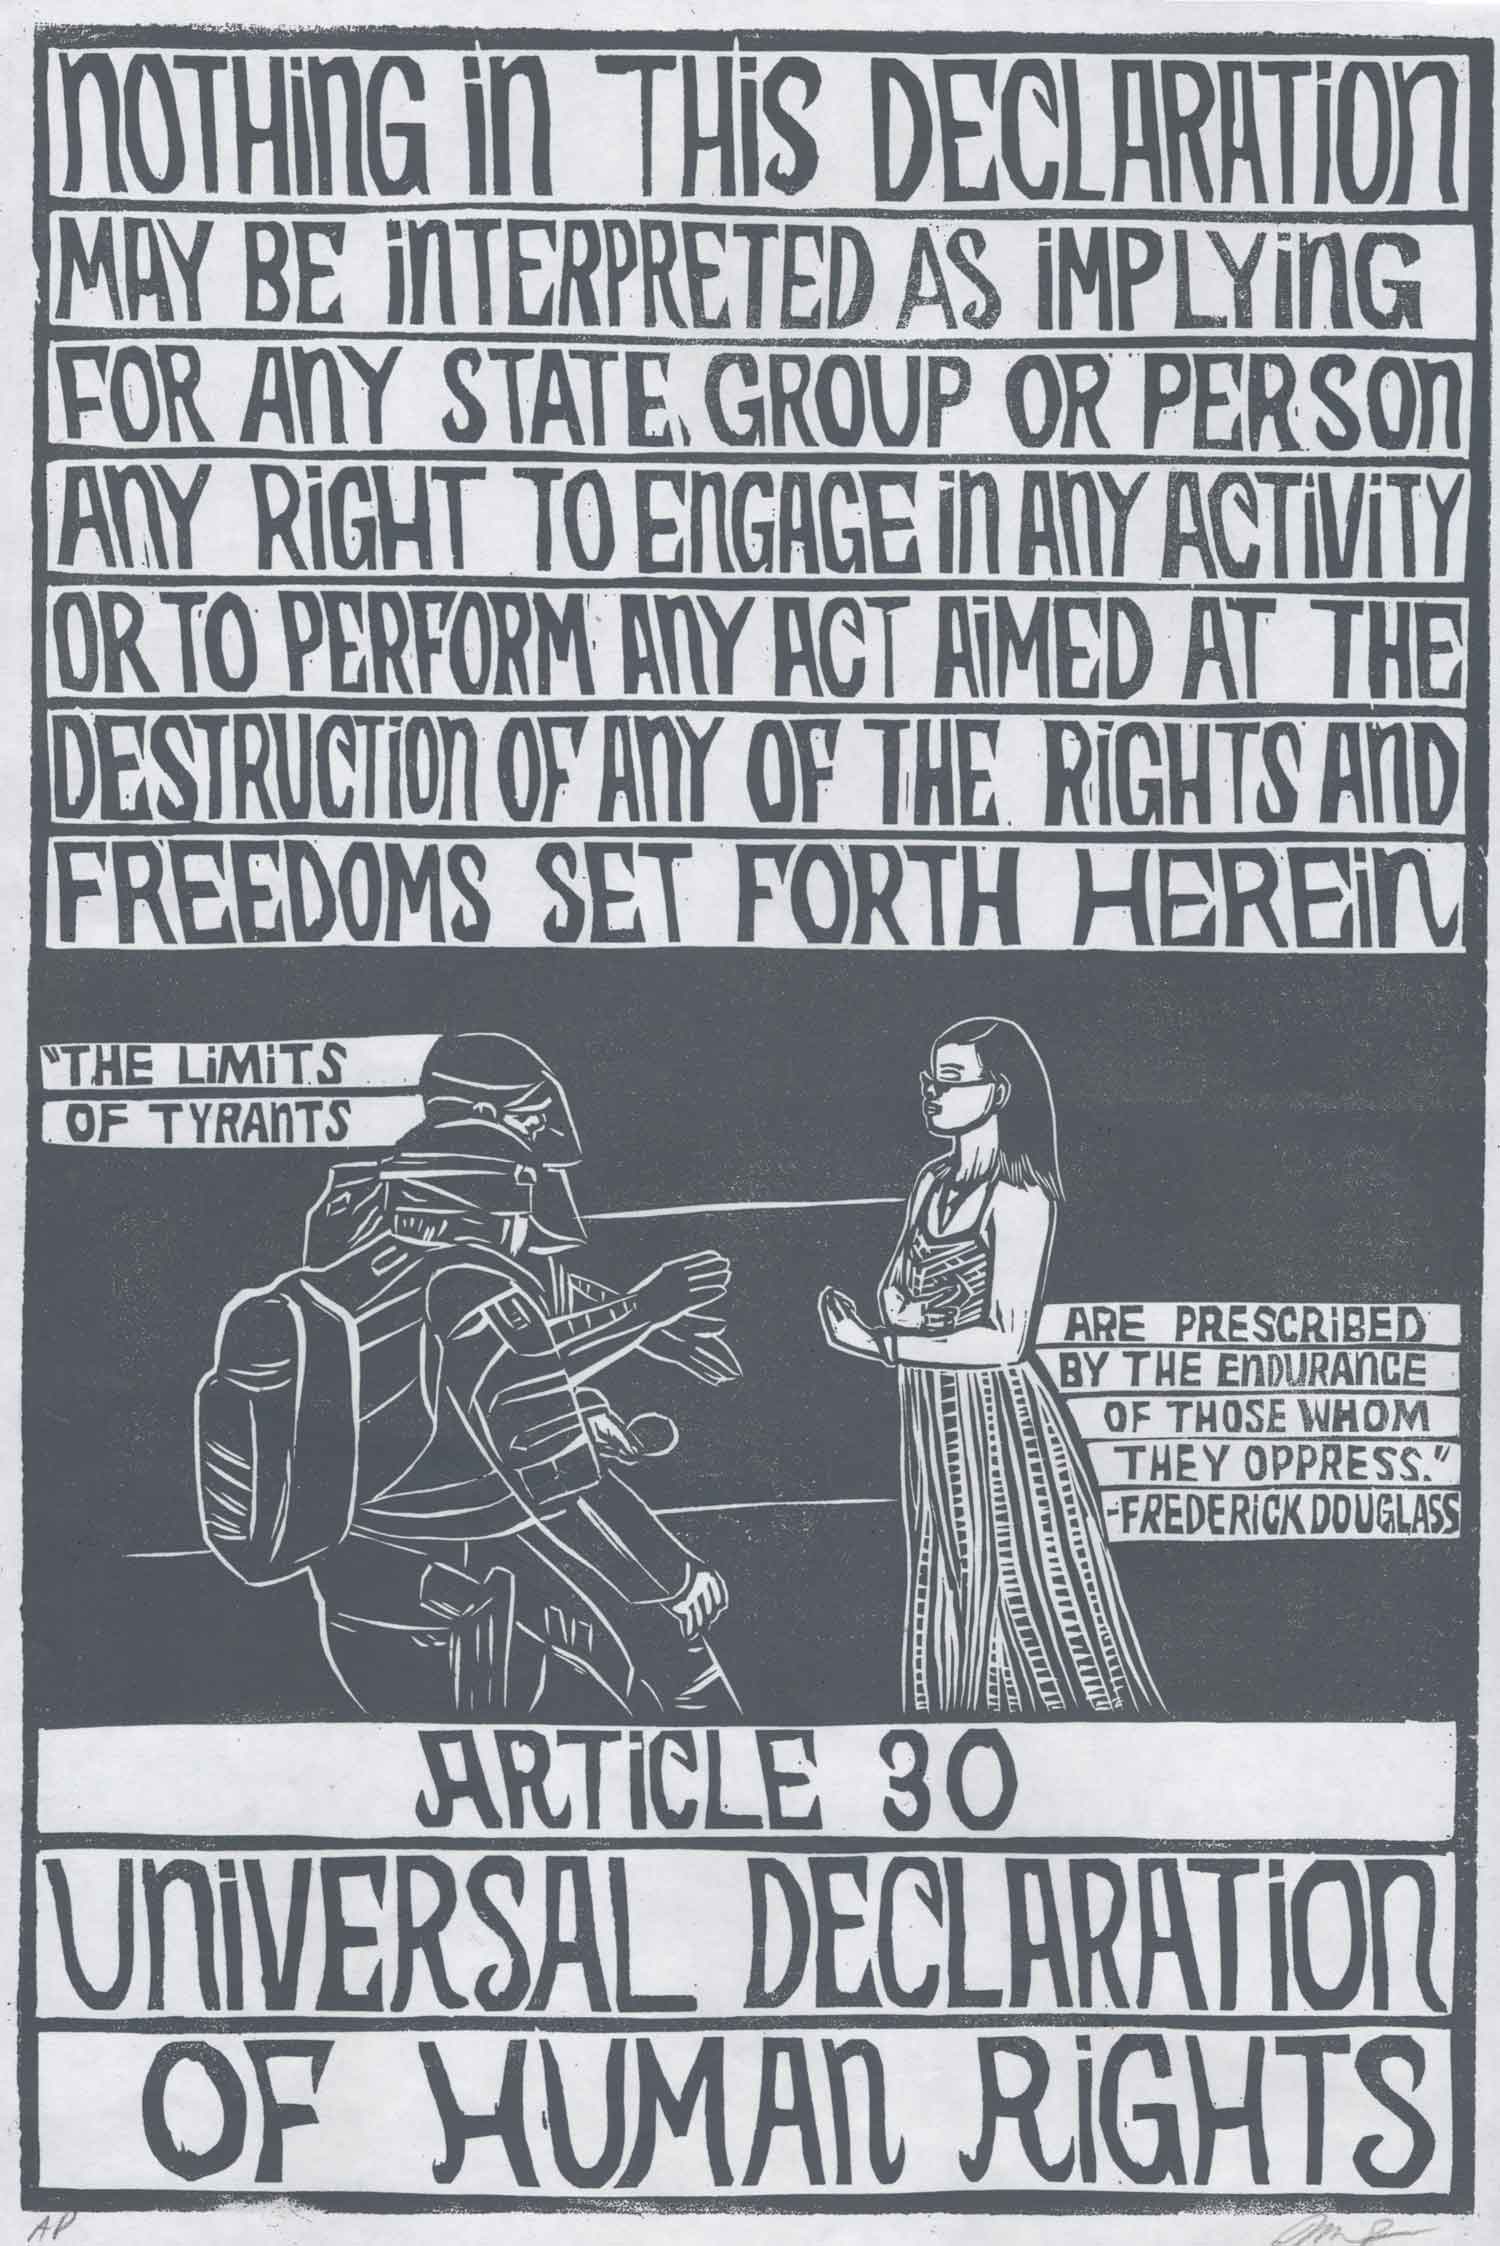 NOTHiNG iN THiS DECLARATiON
MAY BE iNTERPRETED AS iMPLYiNG
FOR ANY STATE, GROUP OR PERSON
ANY RiGHT TO ENGAGE iN ANY ACTiViTY
OR TO PERFORM ANY ACT AiMED AT THE
DESTRUCTiON OF ANY OF THE RiGHTS AND
FREEDOMS SET FORTH HEREiN
"THE LiMiTS
OF TYRANTS
ARE PRESCRiBED
BY THE ENDURANCE
OF THOSE WHOM
THEY OPPRESS."
-FREDERiCK DOUGLASS
ARTiCLE 30
UNiVERSAL DECLARATiON
OF HUMAN RiGHTS
AP